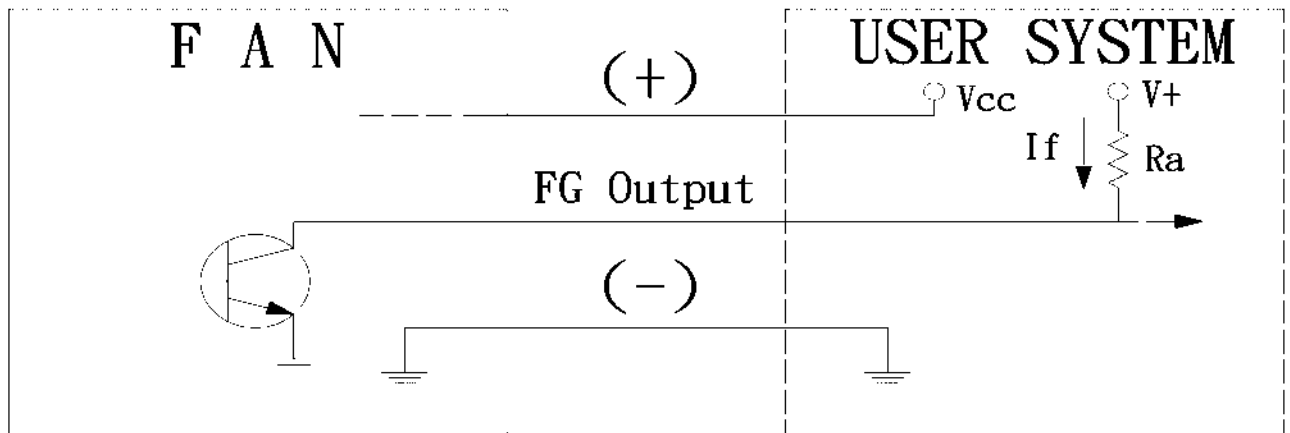 F A N
USER SYSTEM
(+)
Vcc
V+
If
Ra
FG Output
(-)